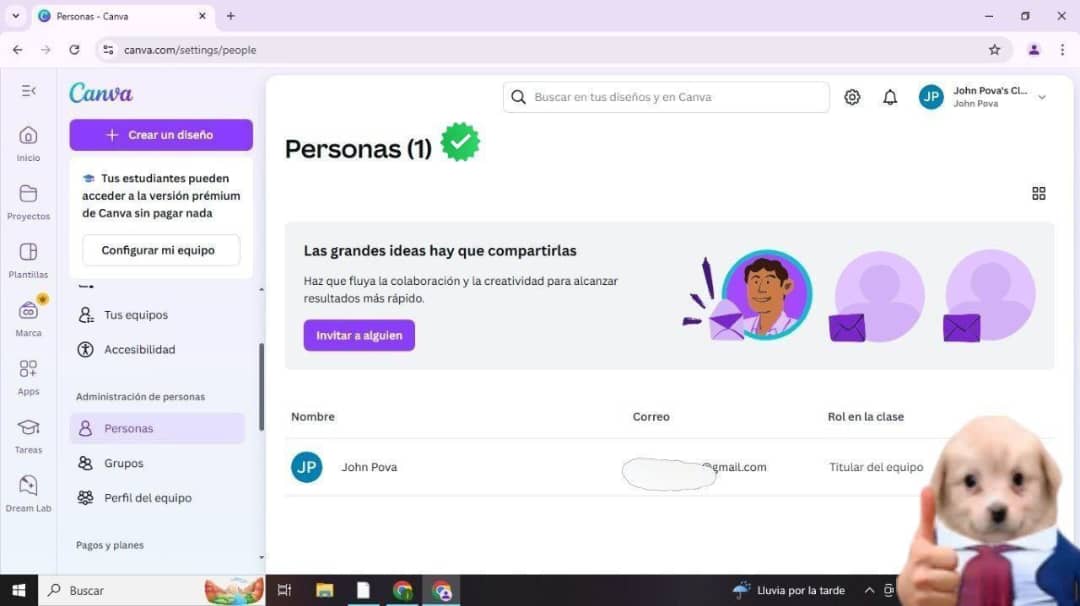 Personas - Canva
canva.com/settings/people
Canva
Buscar en tus diseños y en Canva
JP
John Pova's Cl...
John Pova
Crear un diseño
Inicio
Proyectos
Plantillas
Marca
Apps
Tareas
Dream Lab
Tus estudiantes pueden
acceder a la versión prémium
de Canva sin pagar nada
Configurar mi equipo
Tus equipos
Accesibilidad
Administración de personas
Personas
Grupos
Perfil del equipo
Pagos y planes
Personas (1)
Las grandes ideas hay que compartirlas
Haz que fluya la colaboración y la creatividad para alcanzar
resultados más rápido.
Invitar a alguien
Nombre Correo Rol en la clase
JP John Pova @gmail.com Titular del equipo
Buscar
Lluvia por la tarde